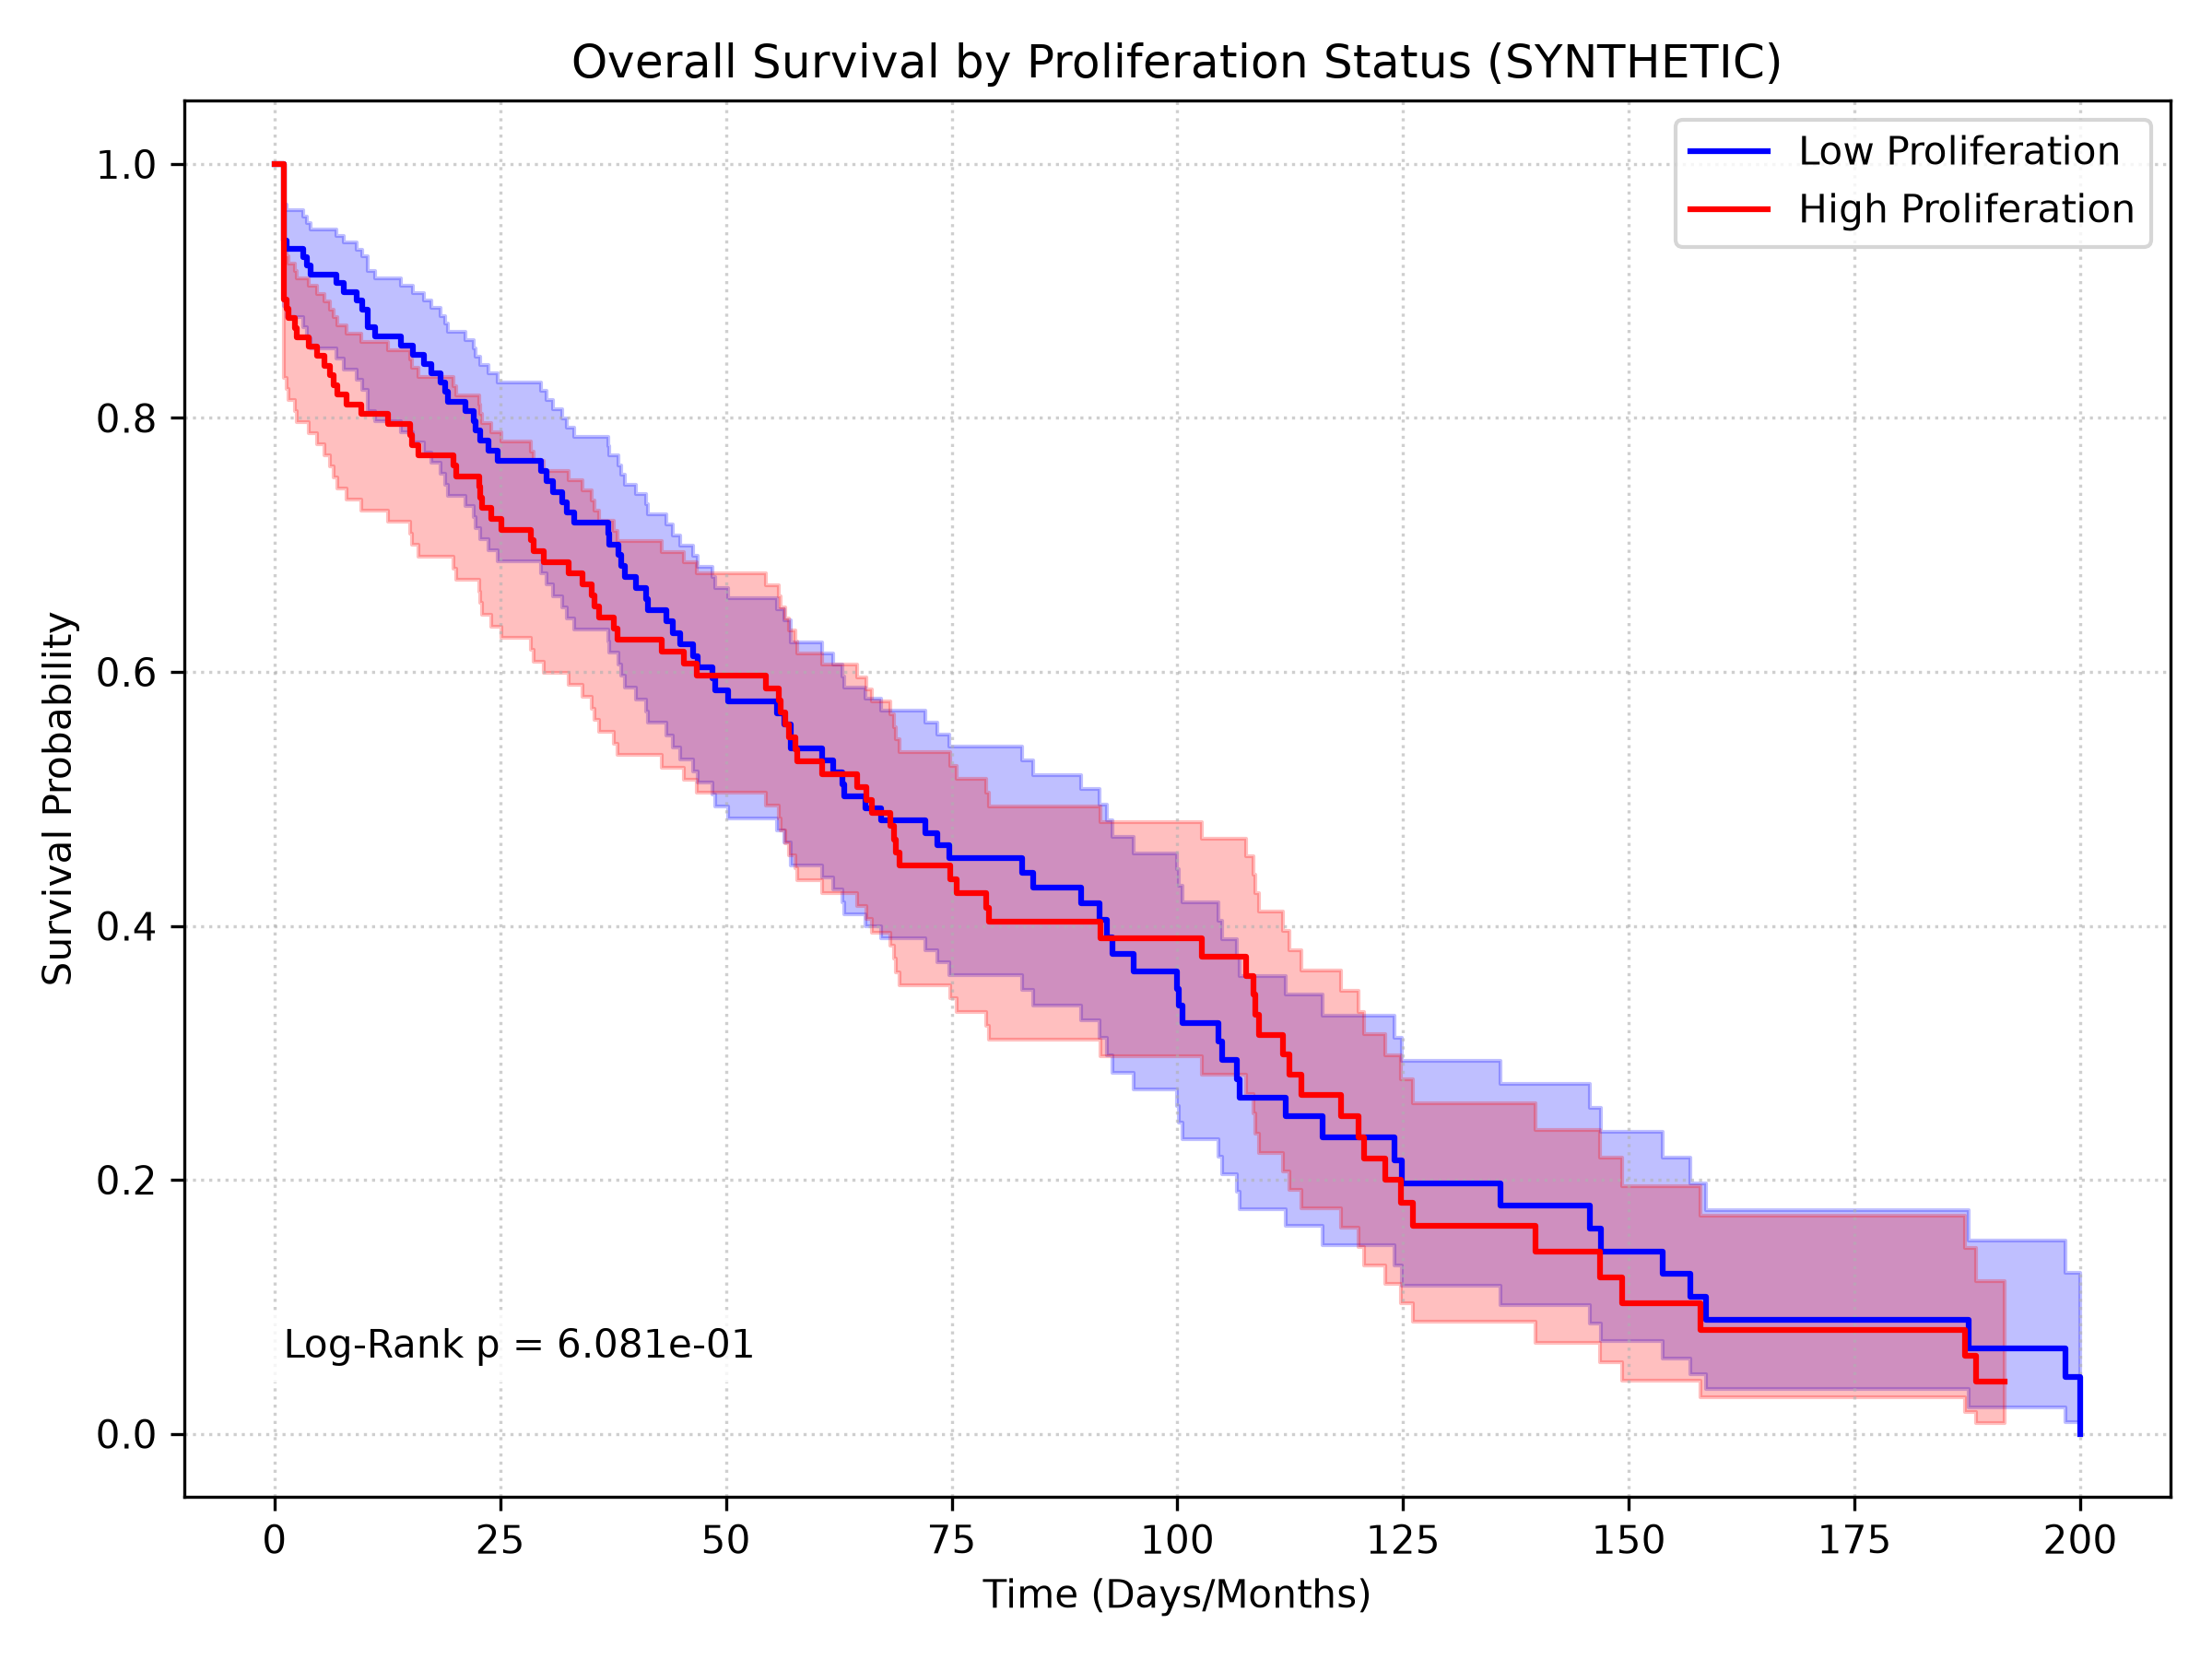 Overall Survival by Proliferation Status (SYNTHETIC)
Low Proliferation
High Proliferation
Survival Probability
1.0
0.8
0.6
0.4
0.2
0.0
Log-Rank p = 6.081e-01
0 25 50 75 100 125 150 175 200
Time (Days/Months)